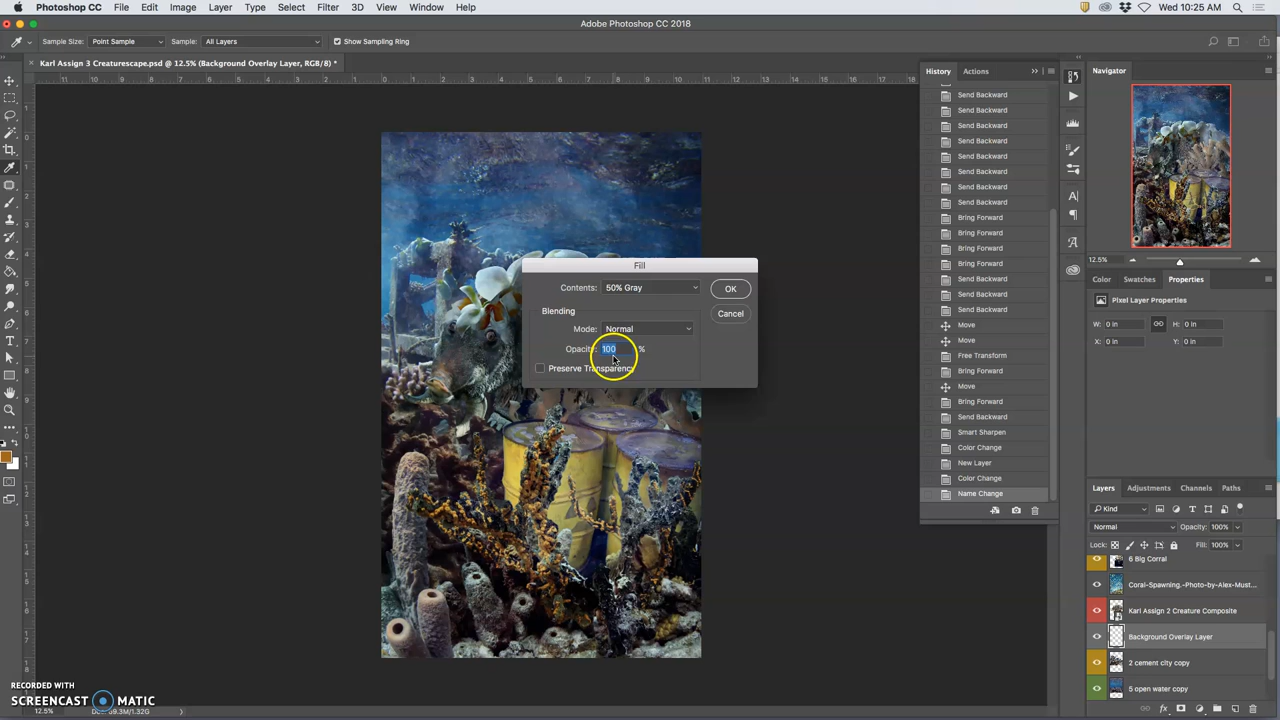 Photoshop CC File Edit Image Layer Type Select Filter 3D View Window Help Wed 10:25 AM
Adobe Photoshop CC 2018
Sample Size: Point Sample Sample: All Layers Show Sampling Ring
Karl Assign 3 Creaturescape.psd @ 12.5% (Background Overlay Layer, RGB/8) *
History Actions
Send Backward
Send Backward
Send Backward
Send Backward
Send Backward
Send Backward
Send Backward
Send Backward
Bring Forward
Bring Forward
Bring Forward
Bring Forward
Send Backward
Send Backward
Send Backward
Move
Move
Free Transform
Bring Forward
Move
Bring Forward
Send Backward
Smart Sharpen
Color Change
New Layer
Color Change
Name Change
Fill
Contents: 50% Gray
OK
Blending
Cancel
Mode: Normal
Opacity: 100 %
Preserve Transparency
Navigator
12.5%
Color Swatches Properties
Pixel Layer Properties
W: 0 in H: 0 in
X: 0 in Y: 0 in
Layers Adjustments Channels Paths
Kind
Normal Opacity: 100%
Lock: Fill: 100%
6 Big Corral
Coral-Spawning.-Photo-by-Alex-Must...
Karl Assign 2 Creature Composite
Background Overlay Layer
2 cement city copy
5 open water copy
RECORDED WITH
SCREENCAST MATIC
12.5%